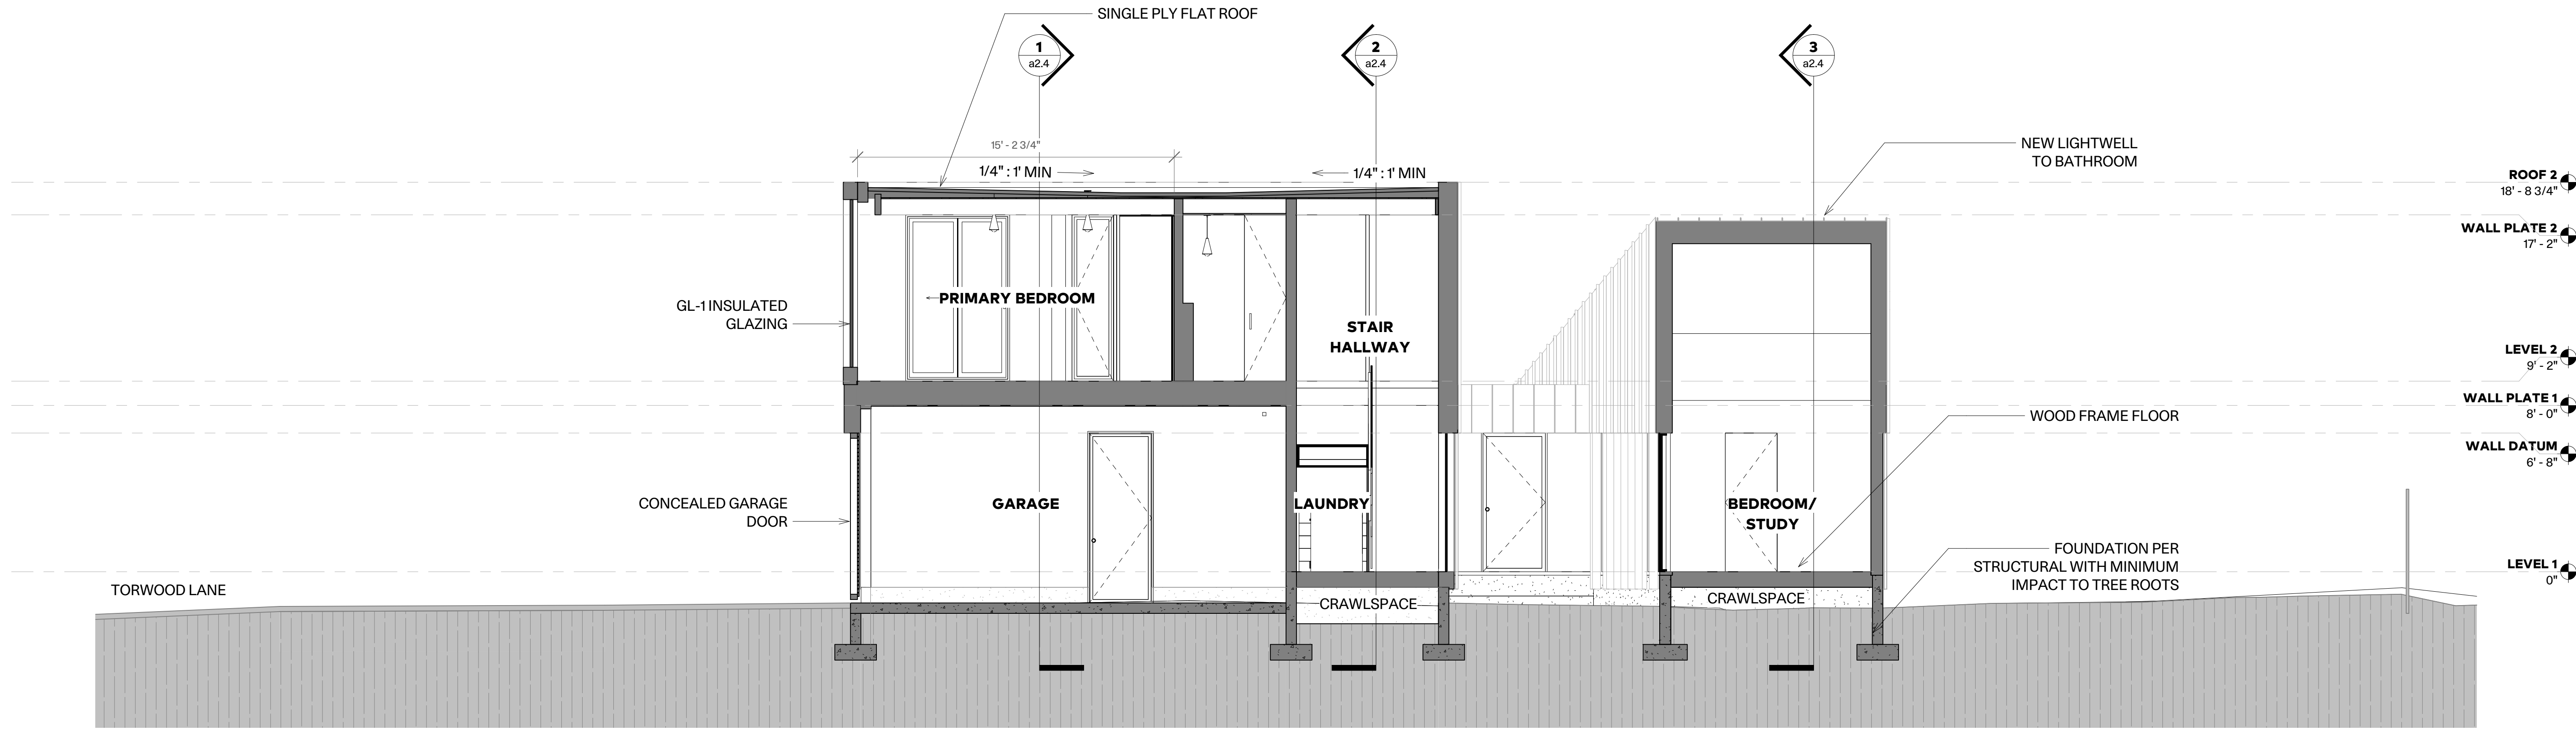 SINGLE PLY FLAT ROOF
1
a2.4
2
a2.4
3
a2.4
15' - 2 3/4"
1/4" : 1' MIN
1/4" : 1' MIN
NEW LIGHTWELL
TO BATHROOM
ROOF 2
18' - 8 3/4"
WALL PLATE 2
17' - 2"
GL-1 INSULATED
GLAZING
PRIMARY BEDROOM
STAIR
HALLWAY
LEVEL 2
9' - 2"
WALL PLATE 1
8' - 0"
WOOD FRAME FLOOR
WALL DATUM
6' - 8"
CONCEALED GARAGE
DOOR
GARAGE
LAUNDRY
BEDROOM/
STUDY
FOUNDATION PER
STRUCTURAL WITH MINIMUM
IMPACT TO TREE ROOTS
LEVEL 1
0"
TORWOOD LANE
CRAWLSPACE
CRAWLSPACE